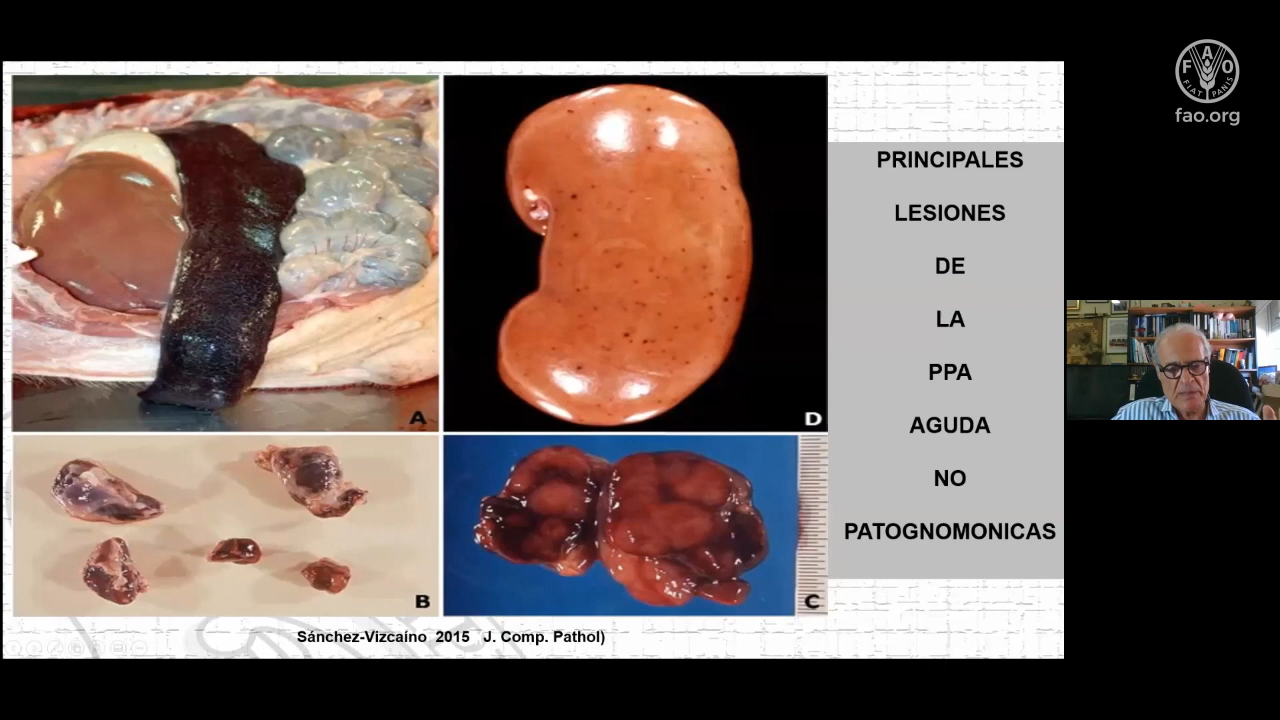 A
D
B
C
PRINCIPALES
LESIONES
DE
LA
PPA
AGUDA
NO
PATOGNOMONICAS
Sánchez-Vizcaíno 2015 J. Comp. Pathol)
F A O
FIAT PANIS
fao.org